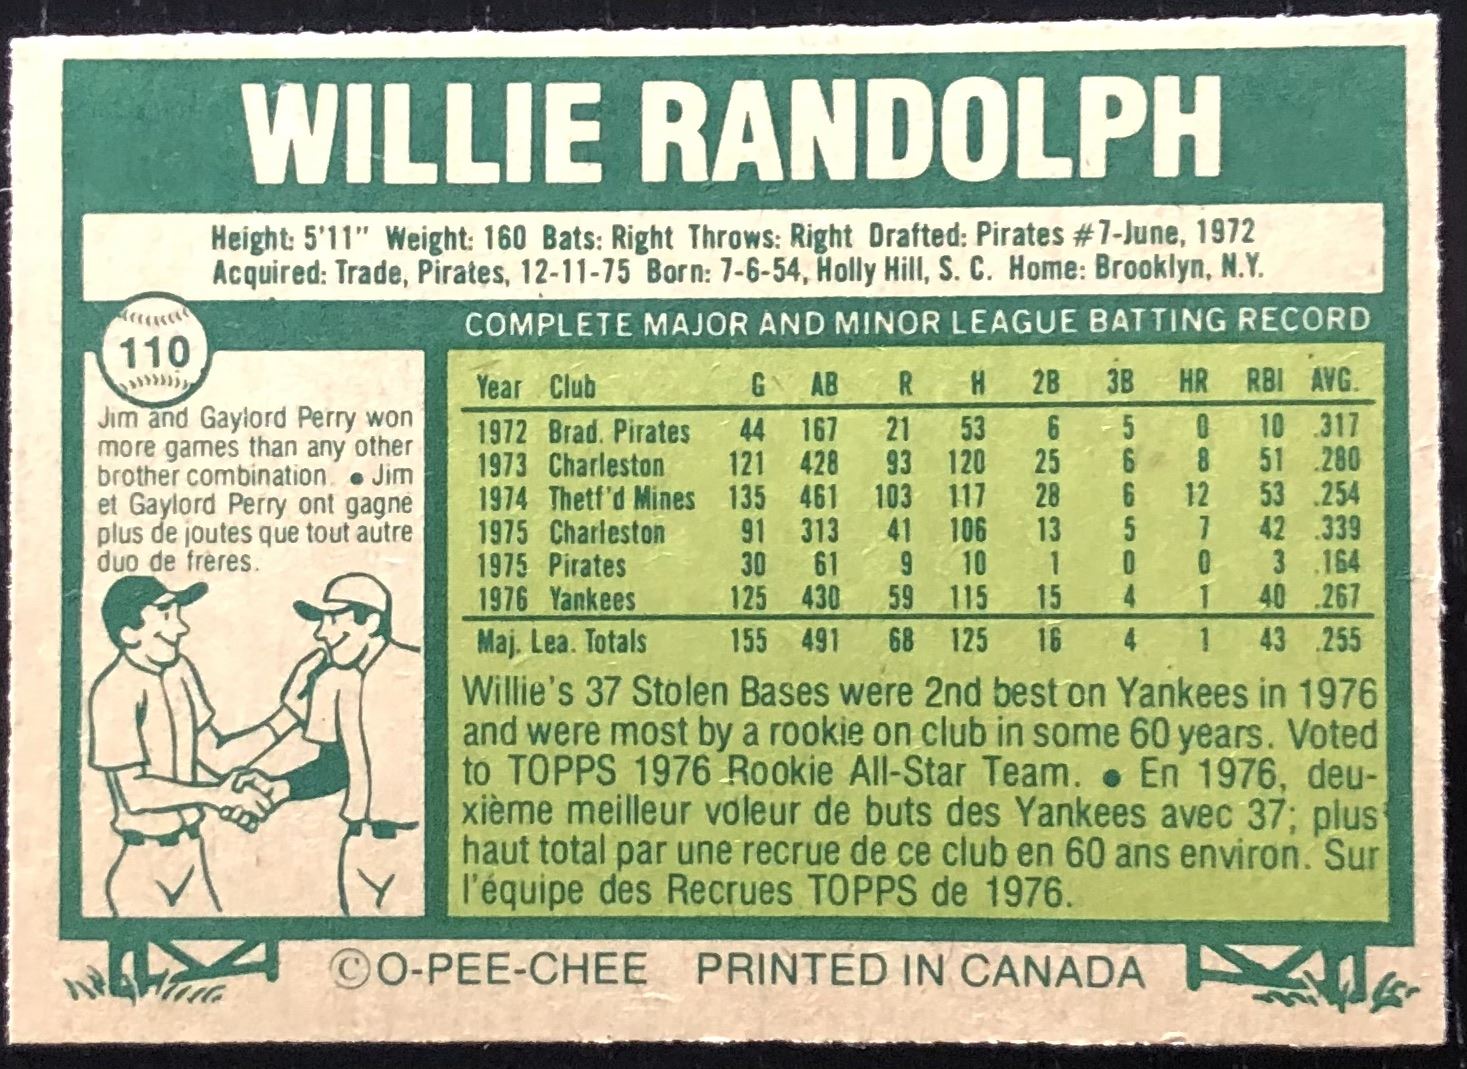 WILLIE RANDOLPH
Height: 5'11" Weight: 160 Bats: Right Throws: Right Drafted: Pirates #7-June, 1972
Acquired: Trade, Pirates, 12-11-75 Born: 7-6-54, Holly Hill, S. C. Home: Brooklyn, N.Y.
110
Jim and Gaylord Perry won
more games than any other
brother combination. ● Jim
et Gaylord Perry ont gagné
plus de joutes que tout autre
duo de frères.
COMPLETE MAJOR AND MINOR LEAGUE BATTING RECORD
Year Club G AB R H 2B 3B HR RBI AVG.
1972 Brad. Pirates 44 167 21 53 6 5 0 10 .317
1973 Charleston 121 428 93 120 25 6 8 51 .280
1974 Thetf'd Mines 135 461 103 117 28 6 12 53 .254
1975 Charleston 91 313 41 106 13 5 7 42 .339
1975 Pirates 30 61 9 10 1 0 0 3 .164
1976 Yankees 125 430 59 115 15 4 1 40 .267
Maj. Lea. Totals 155 491 68 125 16 4 1 43 .255
Willie's 37 Stolen Bases were 2nd best on Yankees in 1976
and were most by a rookie on club in some 60 years. Voted
to TOPPS 1976 Rookie All-Star Team. ● En 1976, deu-
xième meilleur voleur de buts des Yankees avec 37; plus
haut total par une recrue de ce club en 60 ans environ. Sur
l'équipe des Recrues TOPPS de 1976.
©O-PEE-CHEE PRINTED IN CANADA